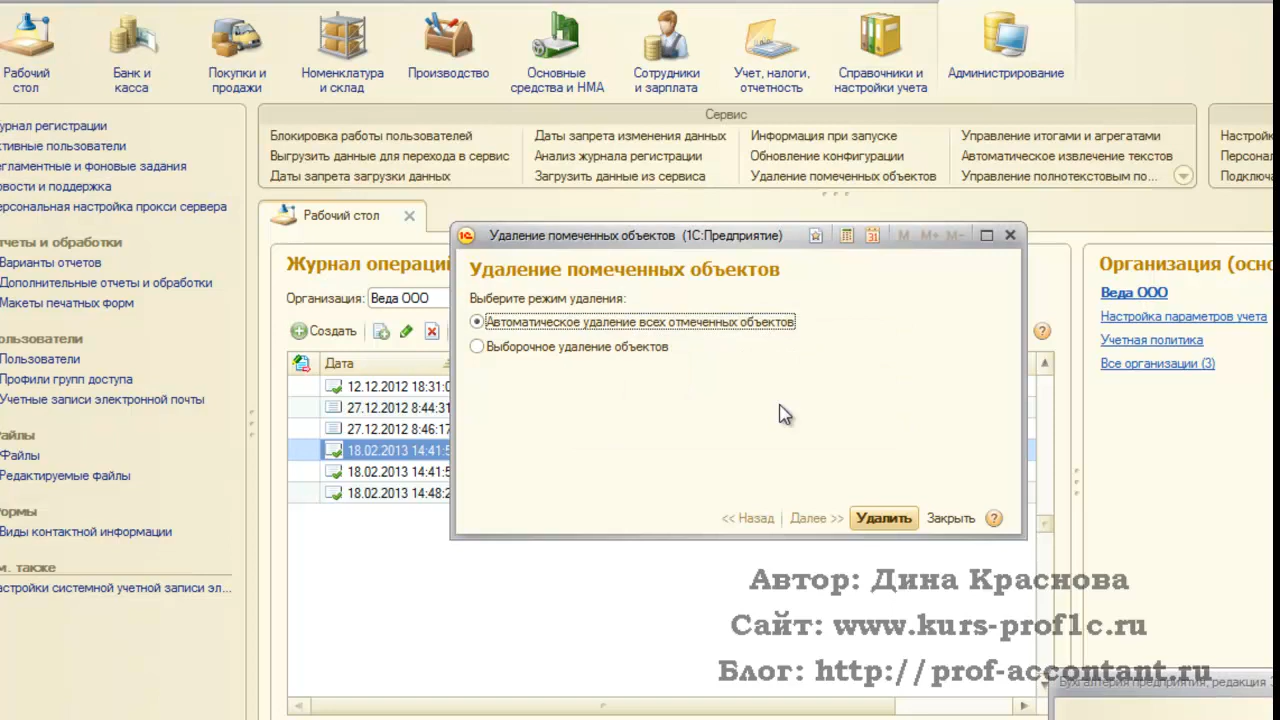 Рабочий стол
Банк и касса
Покупки и продажи
Номенклатура и склад
Производство
Основные средства и НМА
Сотрудники и зарплата
Учет, налоги, отчетность
Справочники и настройки учета
Администрирование
урнал регистрации
ктивные пользователи
егламентные и фоновые задания
овости и поддержка
ерсональная настройка прокси сервера
тчеты и обработки
Варианты отчетов
Дополнительные отчеты и обработки
Макеты печатных форм
ользователи
Пользователи
Профили групп доступа
Учетные записи электронной почты
айлы
Файлы
Редактируемые файлы
ормы
Виды контактной информации
м. также
астройки системной учетной записи эл...
Сервис
Блокировка работы пользователей
Выгрузить данные для перехода в сервис
Даты запрета загрузки данных
Даты запрета изменения данных
Анализ журнала регистрации
Загрузить данные из сервиса
Информация при запуске
Обновление конфигурации
Удаление помеченных объектов
Управление итогами и агрегатами
Автоматическое извлечение текстов
Управление полнотекстовым по...
Настройк
Персонал
Подключа
Рабочий стол
Журнал операций
Организация: Веда ООО
Создать
Дата
12.12.2012 18:31:0
27.12.2012 8:44:31
27.12.2012 8:46:17
18.02.2013 14:41:5
18.02.2013 14:41:5
18.02.2013 14:48:2
Удаление помеченных объектов (1С:Предприятие)
31 M M+ M-
Удаление помеченных объектов
Выберите режим удаления:
Автоматическое удаление всех отмеченных объектов
Выборочное удаление объектов
<< Назад Далее >> Удалить Закрыть ?
Организация (осно
Веда ООО
Настройка параметров учета
Учетная политика
Все организации (3)
Автор: Дина Краснова
Сайт: www.kurs-prof1c.ru
Блог: http://prof-accontant.ru
Бухгалтерия предприятия, редакция 3